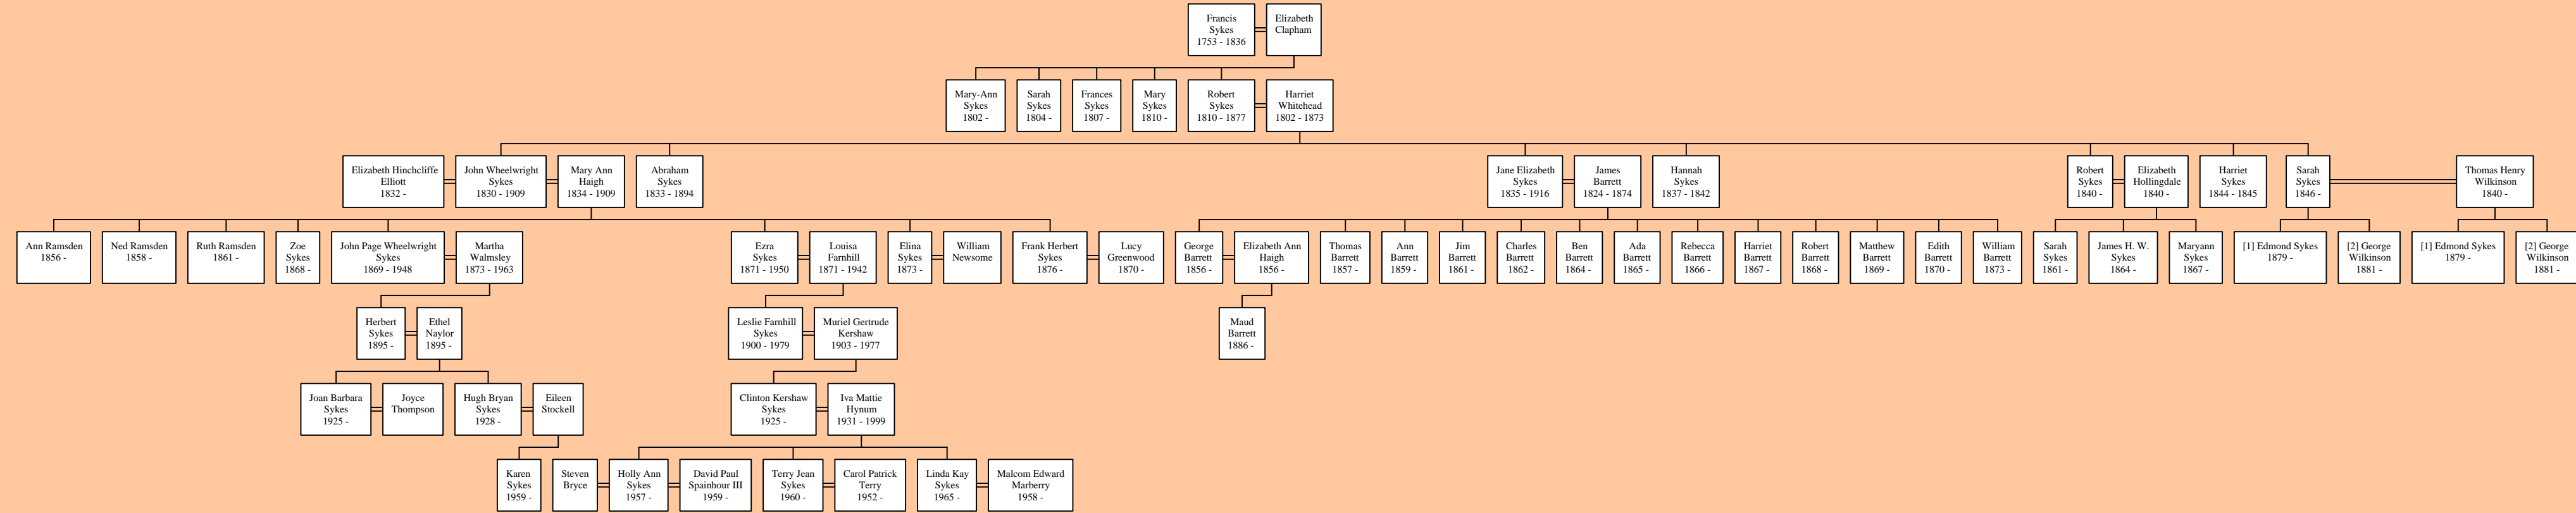 Francis
Sykes
1753 - 1836
Elizabeth
Clapham
Mary-Ann
Sykes
1802 -
Sarah
Sykes
1804 -
Frances
Sykes
1807 -
Mary
Sykes
1810 -
Robert
Sykes
1810 - 1877
Harriet
Whitehead
1802 - 1873
Elizabeth Hinchcliffe
Elliott
1832 -
John Wheelwright
Sykes
1830 - 1909
Mary Ann
Haigh
1834 - 1909
Abraham
Sykes
1833 - 1894
Jane Elizabeth
Sykes
1835 - 1916
James
Barrett
1824 - 1874
Hannah
Sykes
1837 - 1842
Robert
Sykes
1840 -
Elizabeth
Hollingdale
1840 -
Harriet
Sykes
1844 - 1845
Sarah
Sykes
1846 -
Thomas Henry
Wilkinson
1840 -
Ann Ramsden
1856 -
Ned Ramsden
1858 -
Ruth Ramsden
1861 -
Zoe
Sykes
1868 -
John Page Wheelwright
Sykes
1869 - 1948
Martha
Walmsley
1873 - 1963
Ezra
Sykes
1871 - 1950
Louisa
Farnhill
1871 - 1942
Elina
Sykes
1873 -
William
Newsome
Frank Herbert
Sykes
1876 -
Lucy
Greenwood
1870 -
George
Barrett
1856 -
Elizabeth Ann
Haigh
1856 -
Thomas
Barrett
1857 -
Ann
Barrett
1859 -
Jim
Barrett
1861 -
Charles
Barrett
1862 -
Ben
Barrett
1864 -
Ada
Barrett
1865 -
Rebecca
Barrett
1866 -
Harriet
Barrett
1867 -
Robert
Barrett
1868 -
Matthew
Barrett
1869 -
Edith
Barrett
1870 -
William
Barrett
1873 -
Sarah
Sykes
1861 -
James H. W.
Sykes
1864 -
Maryann
Sykes
1867 -
[1] Edmond Sykes
1879 -
[2] George
Wilkinson
1881 -
[1] Edmond Sykes
1879 -
[2] George
Wilkinson
1881 -
Herbert
Sykes
1895 -
Ethel
Naylor
1895 -
Leslie Farnhill
Sykes
1900 - 1979
Muriel Gertrude
Kershaw
1903 - 1977
Maud
Barrett
1886 -
Joan Barbara
Sykes
1925 -
Joyce
Thompson
Hugh Bryan
Sykes
1928 -
Eileen
Stockell
Clinton Kershaw
Sykes
1925 -
Iva Mattie
Hynum
1931 - 1999
Karen
Sykes
1959 -
Steven
Bryce
Holly Ann
Sykes
1957 -
David Paul
Spainhour III
1959 -
Terry Jean
Sykes
1960 -
Carol Patrick
Terry
1952 -
Linda Kay
Sykes
1965 -
Malcom Edward
Marberry
1958 -